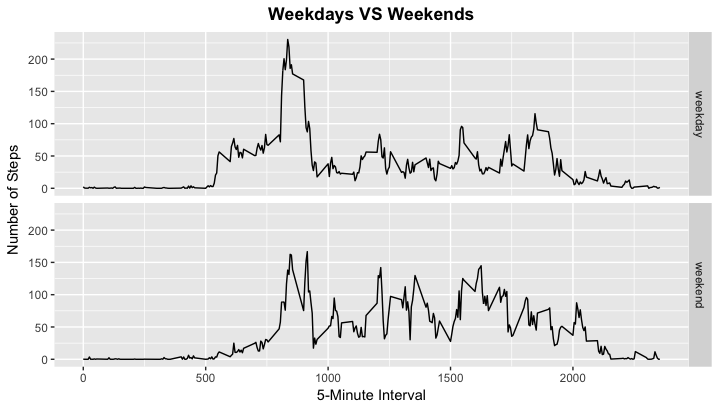 Weekdays VS Weekends
Number of Steps
200
150
100
50
0
weekday
200
150
100
50
0
weekend
0 500 1000 1500 2000
5-Minute Interval